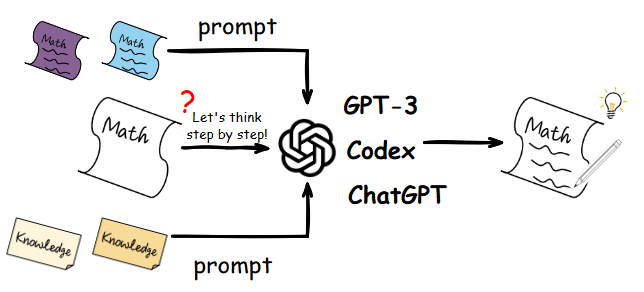 Math
Math
prompt
Math
?
Let's think
step by step!
GPT-3
Codex
ChatGPT
Math
Knowledge
Knowledge
prompt